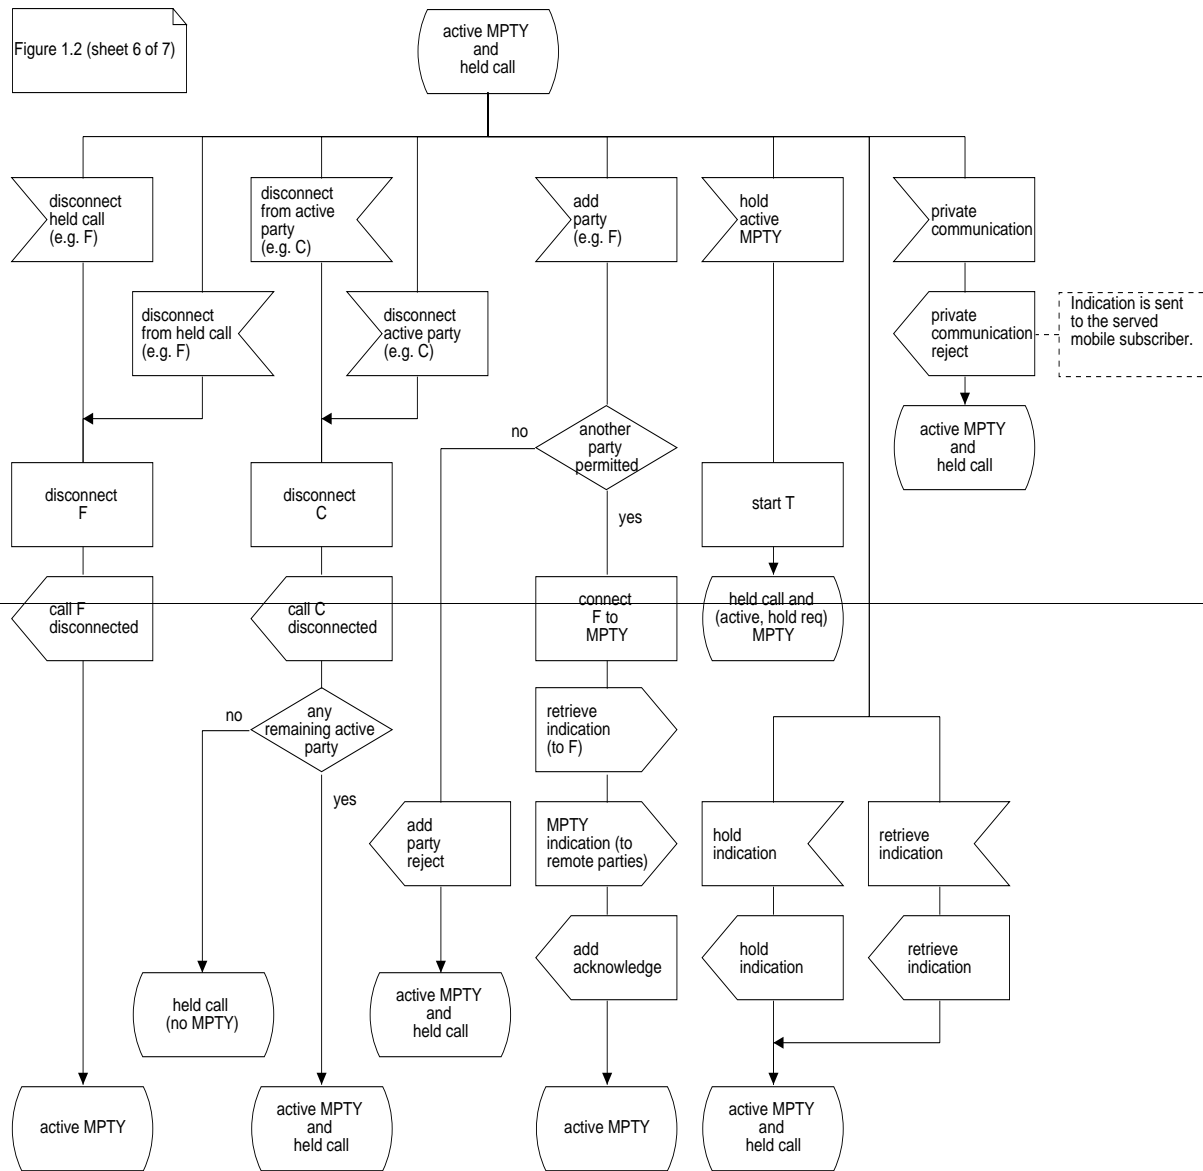 Figure 1.2 (sheet 6 of 7)
active MPTY
and
held call
disconnect
held call
(e.g. F)
disconnect
from active
party
(e.g. C)
add
party
(e.g. F)
hold
active
MPTY
private
communication
disconnect
from held call
(e.g. F)
disconnect
active party
(e.g. C)
private
communication
reject
Indication is sent
to the served
mobile subscriber.
no
another
party
permitted
yes
active MPTY
and
held call
disconnect
F
disconnect
C
start T
call F
disconnected
call C
disconnected
connect
F to
MPTY
held call and
(active, hold req)
MPTY
no
any
remaining active
party
yes
retrieve
indication
(to F)
add
party
reject
MPTY
indication (to
remote parties)
hold
indication
retrieve
indication
add
acknowledge
hold
indication
retrieve
indication
held call
(no MPTY)
active MPTY
and
held call
active MPTY
active MPTY
and
held call
active MPTY
active MPTY
and
held call